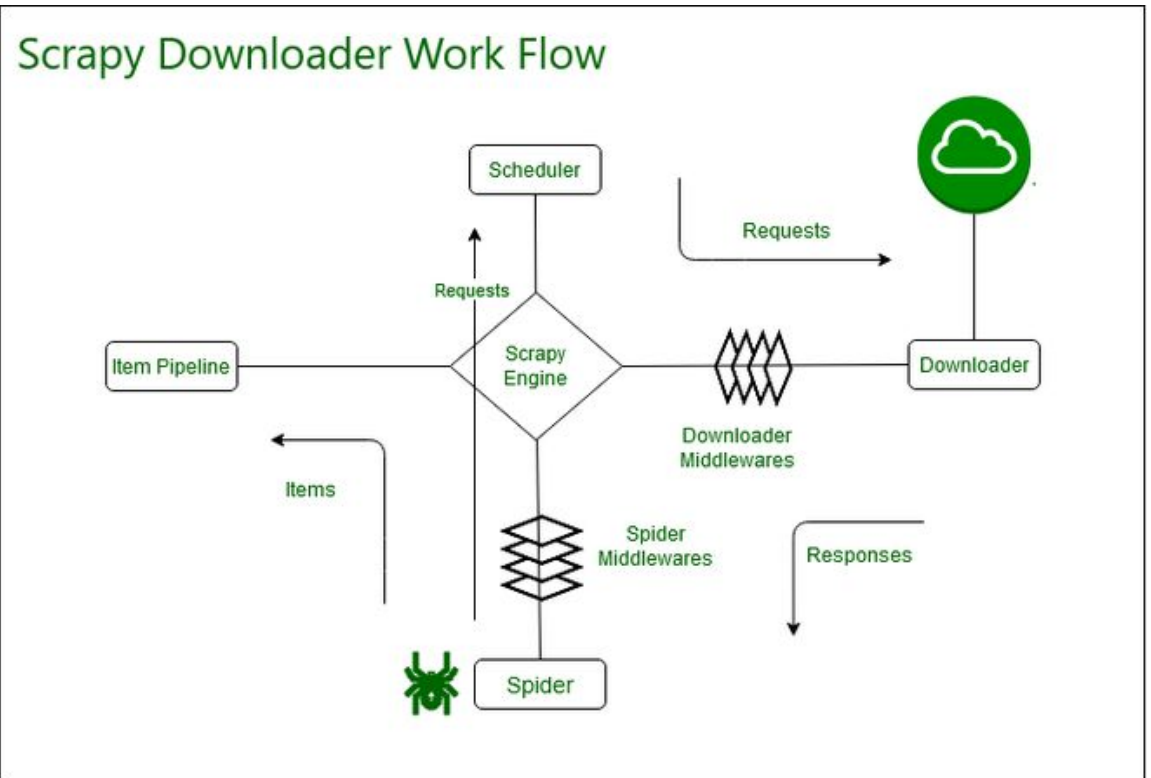 Scrapy Downloader Work Flow
Scheduler
Requests
Requests
Item Pipeline
Scrapy
Engine
Downloader
Downloader
Middlewares
Items
Spider
Middlewares
Responses
Spider